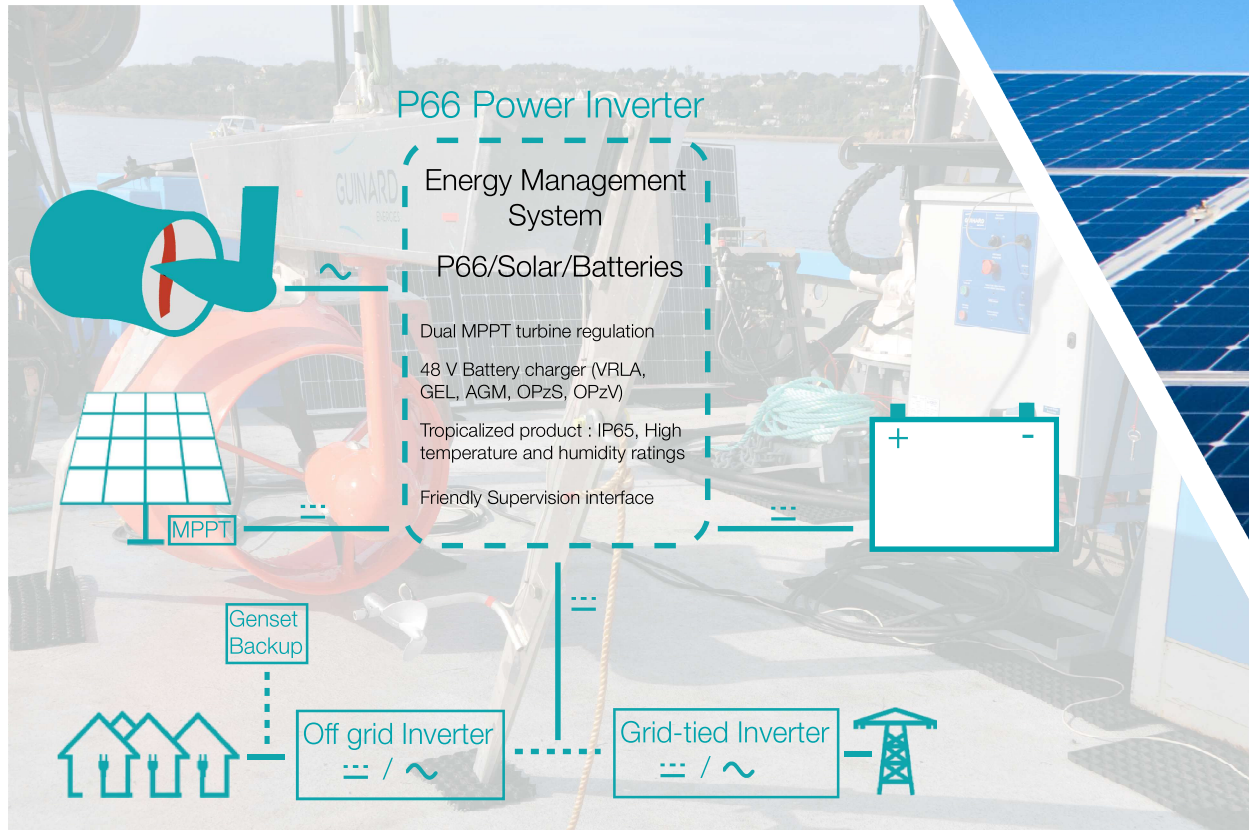 P66 Power Inverter
GUINARD
Energy Management
System
P66/Solar/Batteries
Dual MPPT turbine regulation
48 V Battery charger (VRLA,
GEL, AGM, OPzS, OPzV)
Tropicalized product : IP65, High
temperature and humidity ratings
Friendly Supervision interface
+ -
MPPT
Genset
Backup
Off grid Inverter
/
Grid-tied Inverter
/